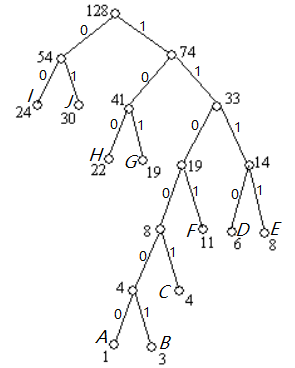 128
0 1
54 74
0 1 0 1
I J 41 33
24 30 0 1 0 1
H G 19 14
22 19 0 1 0 1
8 F D E
11 6 8
0 1
4 C
4
0 1
A B
1 3